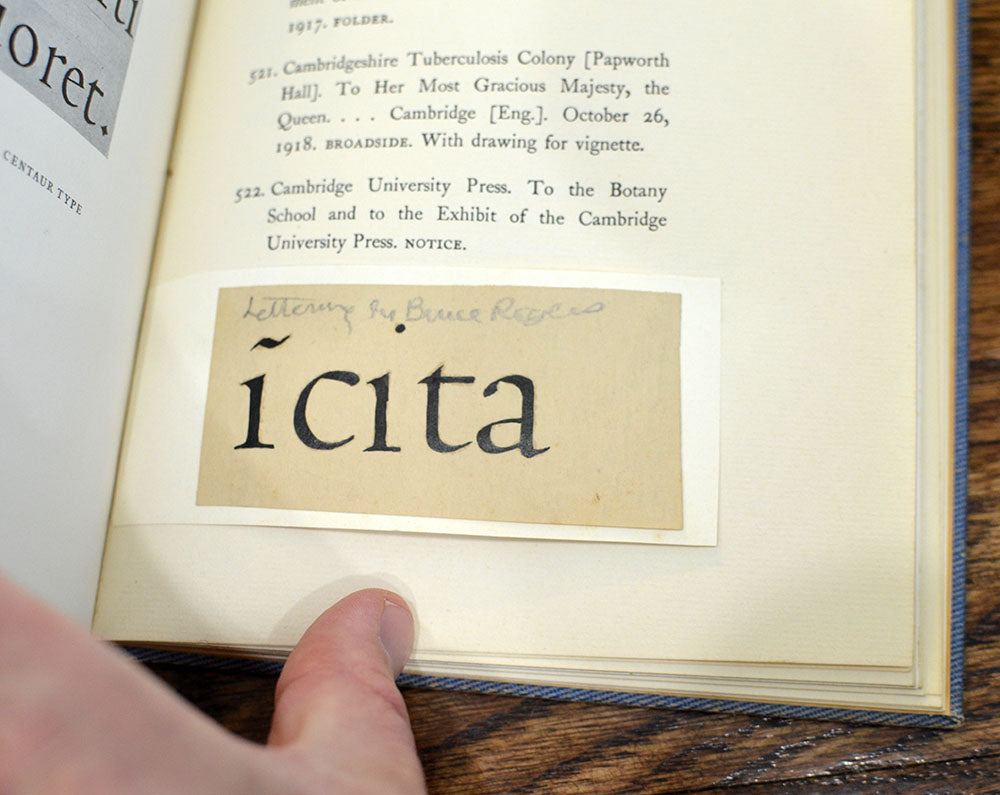 oret.
CENTAUR TYPE
1917. FOLDER.
521. Cambridgeshire Tuberculosis Colony [Papworth
Hall]. To Her Most Gracious Majesty, the
Queen. . . . Cambridge [Eng.]. October 26,
1918. BROADSIDE. With drawing for vignette.
522. Cambridge University Press. To the Botany
School and to the Exhibit of the Cambridge
University Press. NOTICE.
Lettering by Bruce Rogers
ĩcita